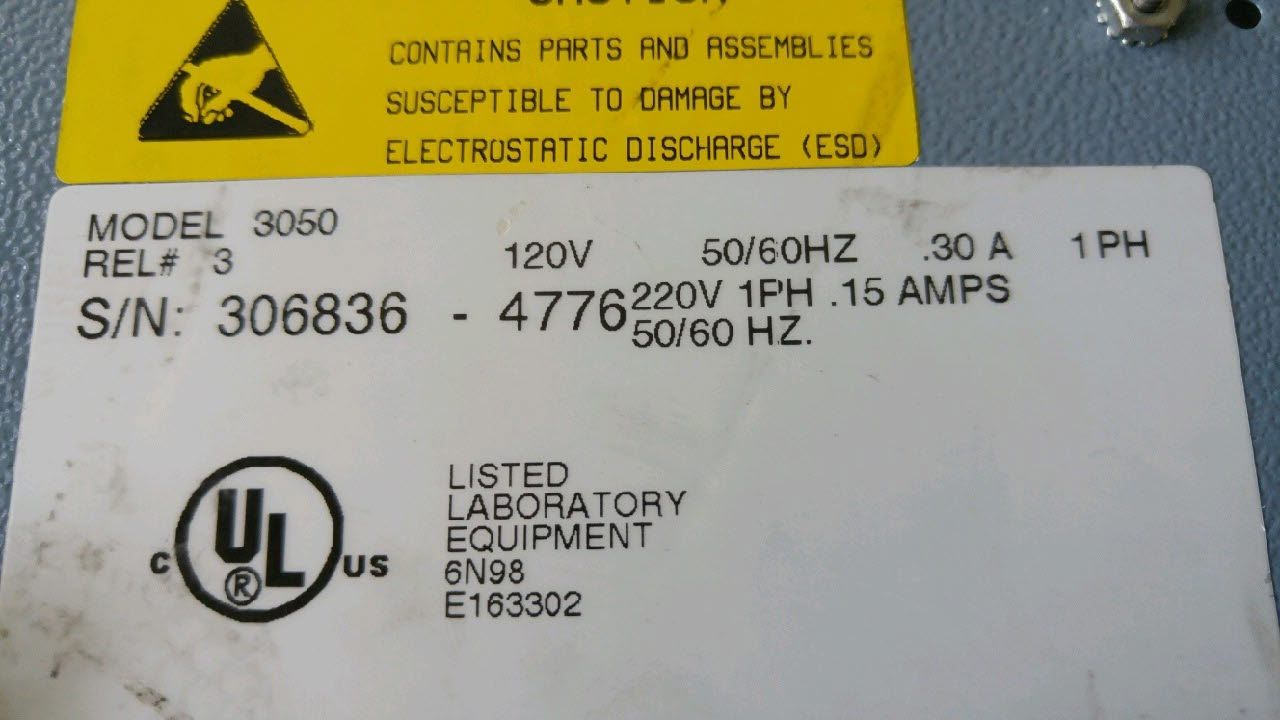 CAUTION
CONTAINS PARTS AND ASSEMBLIES
SUSCEPTIBLE TO DAMAGE BY
ELECTROSTATIC DISCHARGE (ESD)
MODEL 3050
REL# 3 120V 50/60HZ .30 A 1 PH
S/N: 306836 - 4776 220V 1PH .15 AMPS
50/60 HZ.
C UL ® US
LISTED
LABORATORY
EQUIPMENT
6N98
E163302